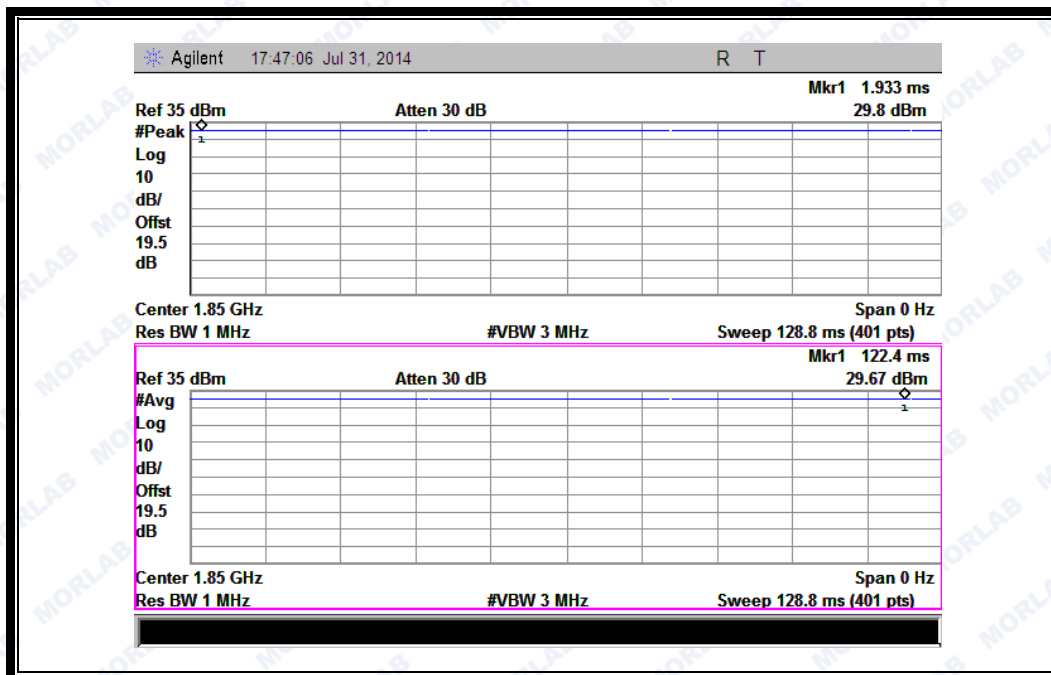 Agilent 17:47:06 Jul 31, 2014 R T
Mkr1 1.933 ms
Ref 35 dBm Atten 30 dB 29.8 dBm
#Peak
1
Log
10
dB/
Offst
19.5
dB
Center 1.85 GHz Span 0 Hz
Res BW 1 MHz #VBW 3 MHz Sweep 128.8 ms (401 pts)
Mkr1 122.4 ms
Ref 35 dBm Atten 30 dB 29.67 dBm
#Avg
1
Log
10
dB/
Offst
19.5
dB
Center 1.85 GHz Span 0 Hz
Res BW 1 MHz #VBW 3 MHz Sweep 128.8 ms (401 pts)
MORLAB